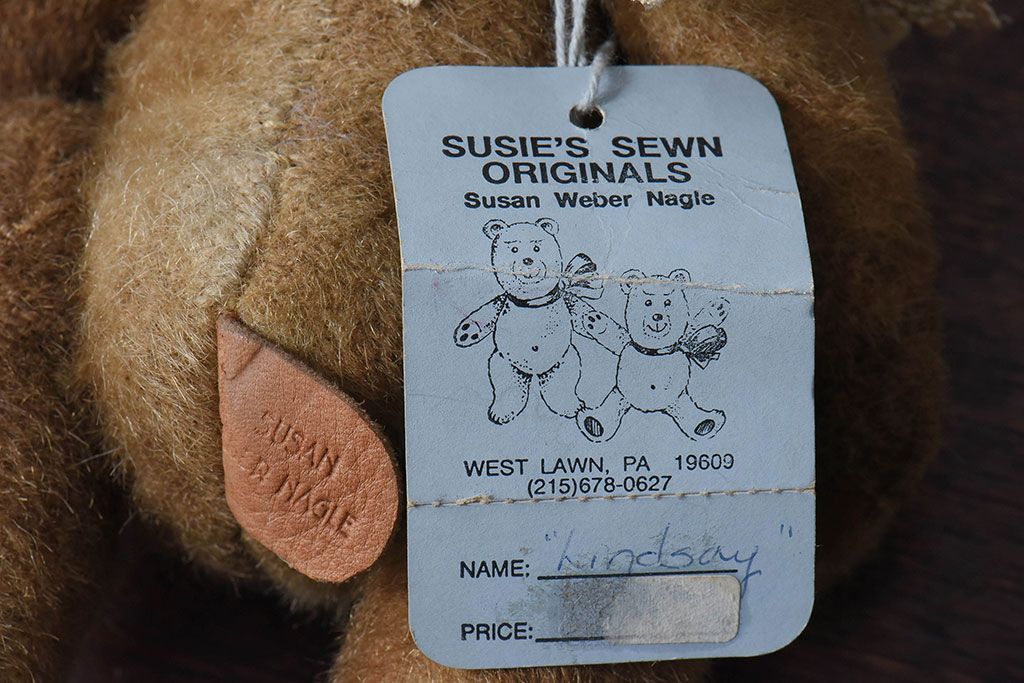 SUSIE'S SEWN
ORIGINALS
Susan Weber Nagle
WEST LAWN, PA 19609
(215)678-0627
NAME: "Lindsay"
PRICE:
SUSAN
NAGLE